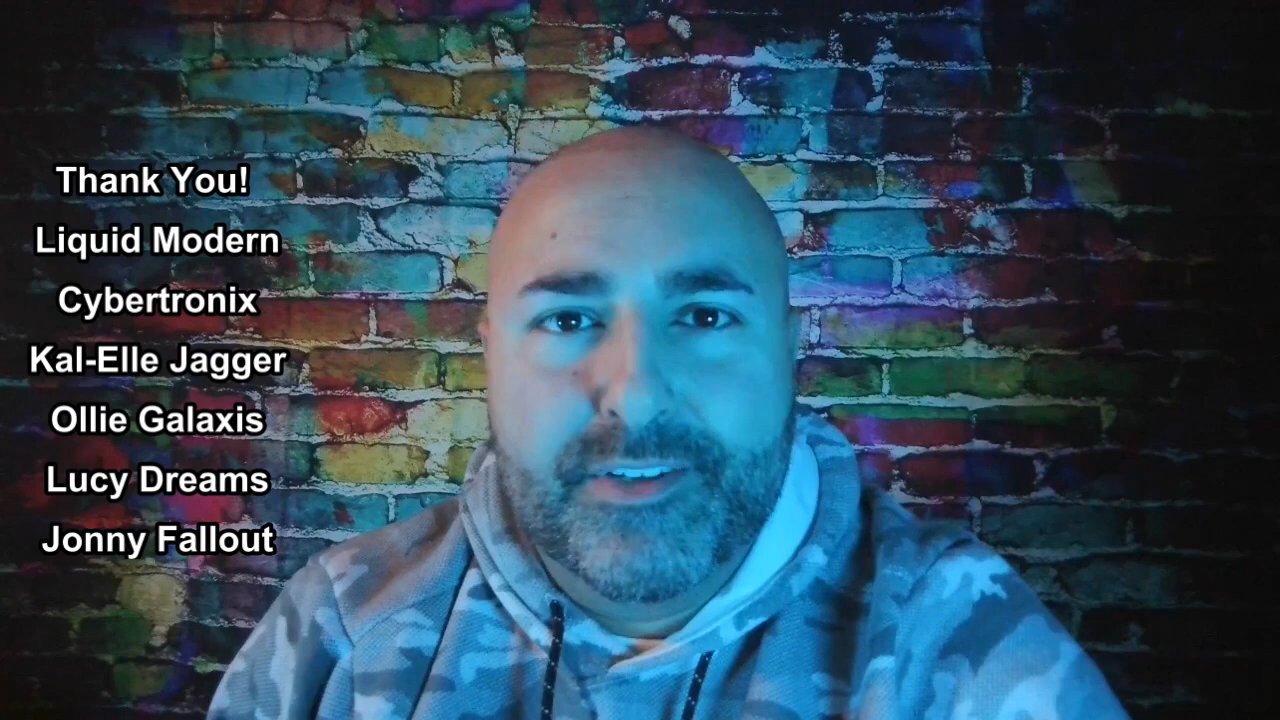 Thank You!
Liquid Modern
Cybertronix
Kal-Elle Jagger
Ollie Galaxis
Lucy Dreams
Jonny Fallout